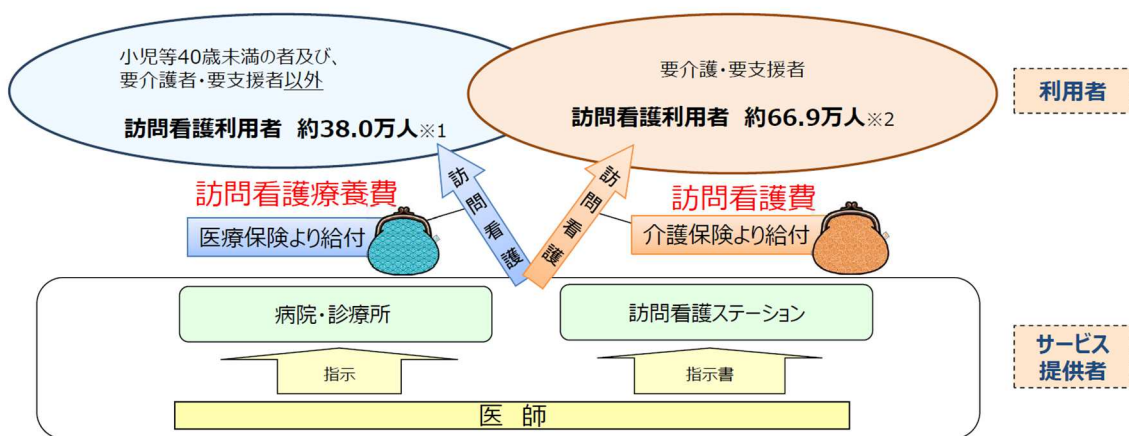 小児等40歳未満の者及び、
要介護者・要支援者以外
訪問看護利用者 約38.0万人※1
要介護・要支援者
訪問看護利用者 約66.9万人※2
利用者
訪問看護療養費
医療保険より給付
訪問看護
訪問看護
訪問看護費
介護保険より給付
病院・診療所
訪問看護ステーション
サービス
提供者
指示
指示書
医 師